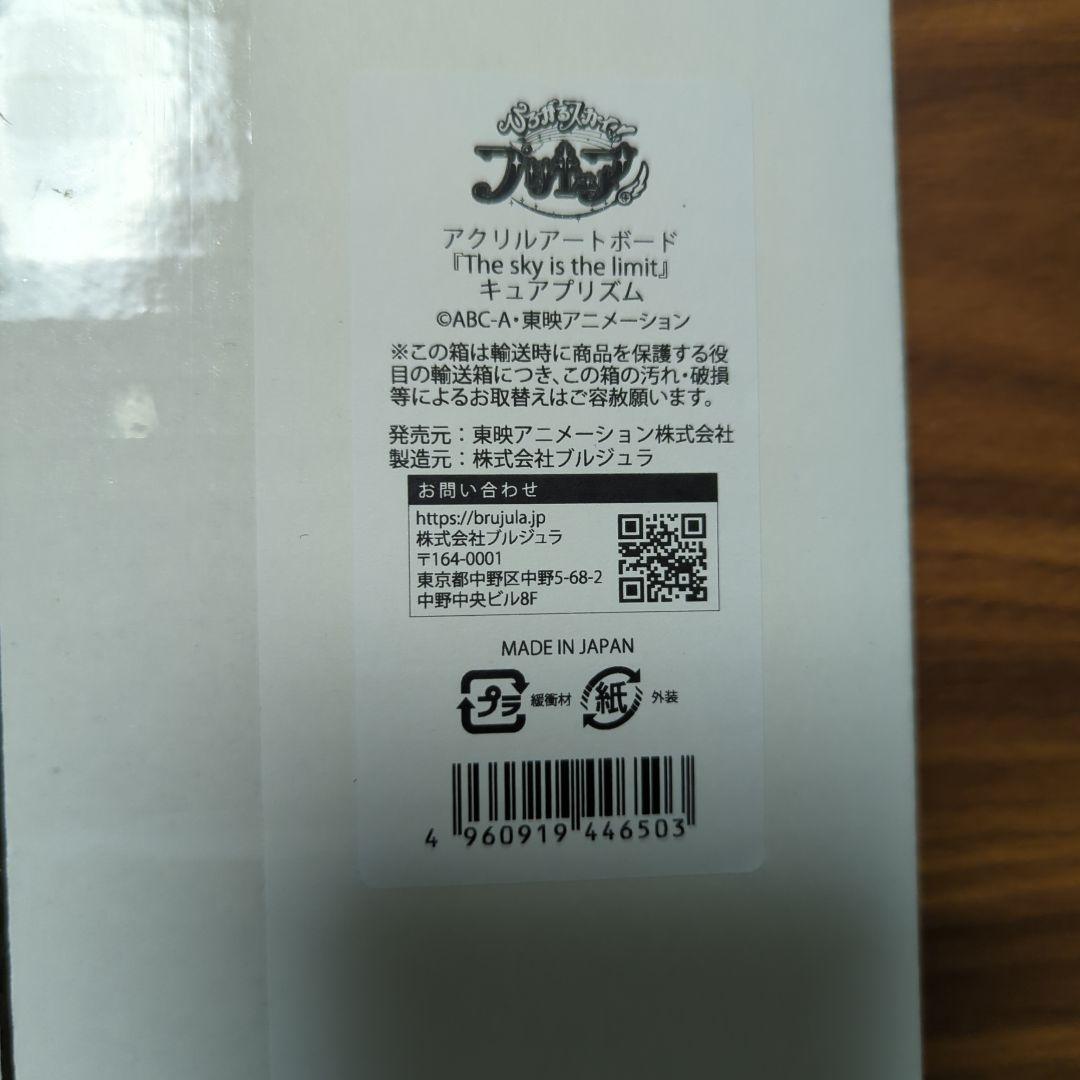 ひろがるスカイ!
プリキュア
アクリルアートボード
『The sky is the limit』
キュアプリズム
©ABC-A・東映アニメーション
※この箱は輸送時に商品を保護する役
目の輸送箱につき、この箱の汚れ・破損
等によるお取替えはご容赦願います。
発売元：東映アニメーション株式会社
製造元：株式会社ブルジュラ
お問い合わせ
https://brujula.jp
株式会社ブルジュラ
〒164-0001
東京都中野区中野5-68-2
中野中央ビル8F
MADE IN JAPAN
プラ 緩衝材 紙 外装
4 960919 446503